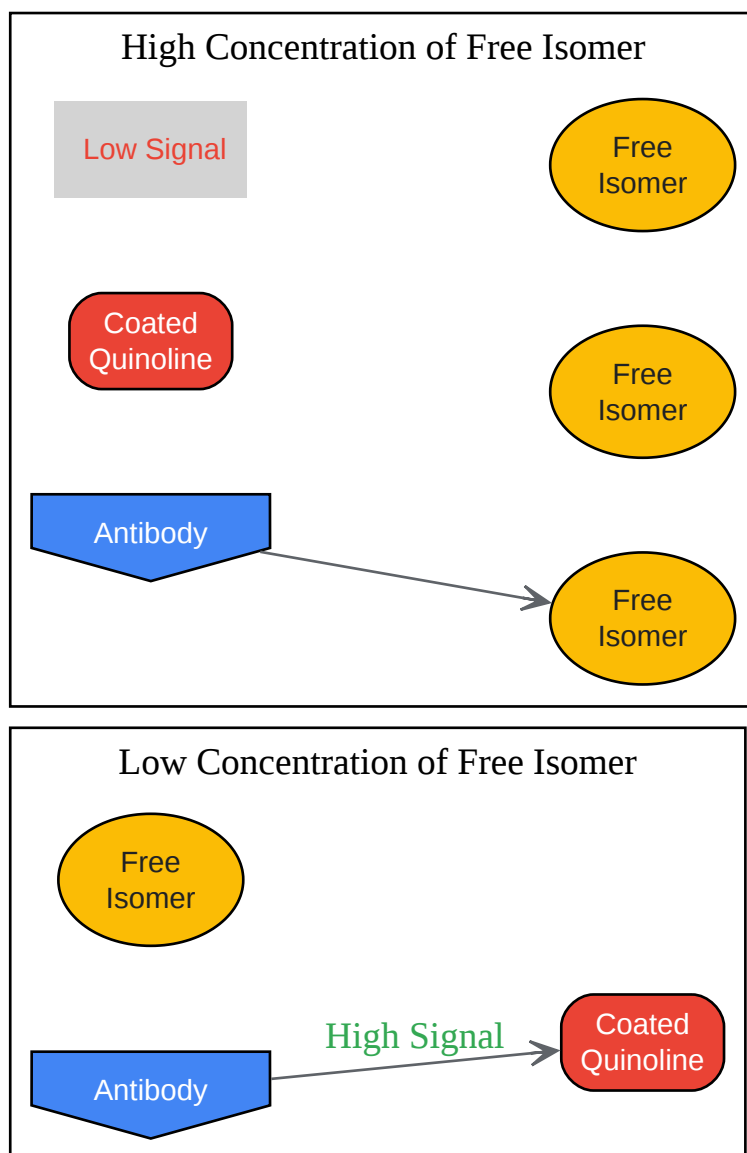 High Concentration of Free Isomer
Low Signal
Free
Isomer
Coated
Quinoline
Free
Isomer
Antibody
Free
Isomer
Low Concentration of Free Isomer
Free
Isomer
High Signal
Coated
Quinoline
Antibody